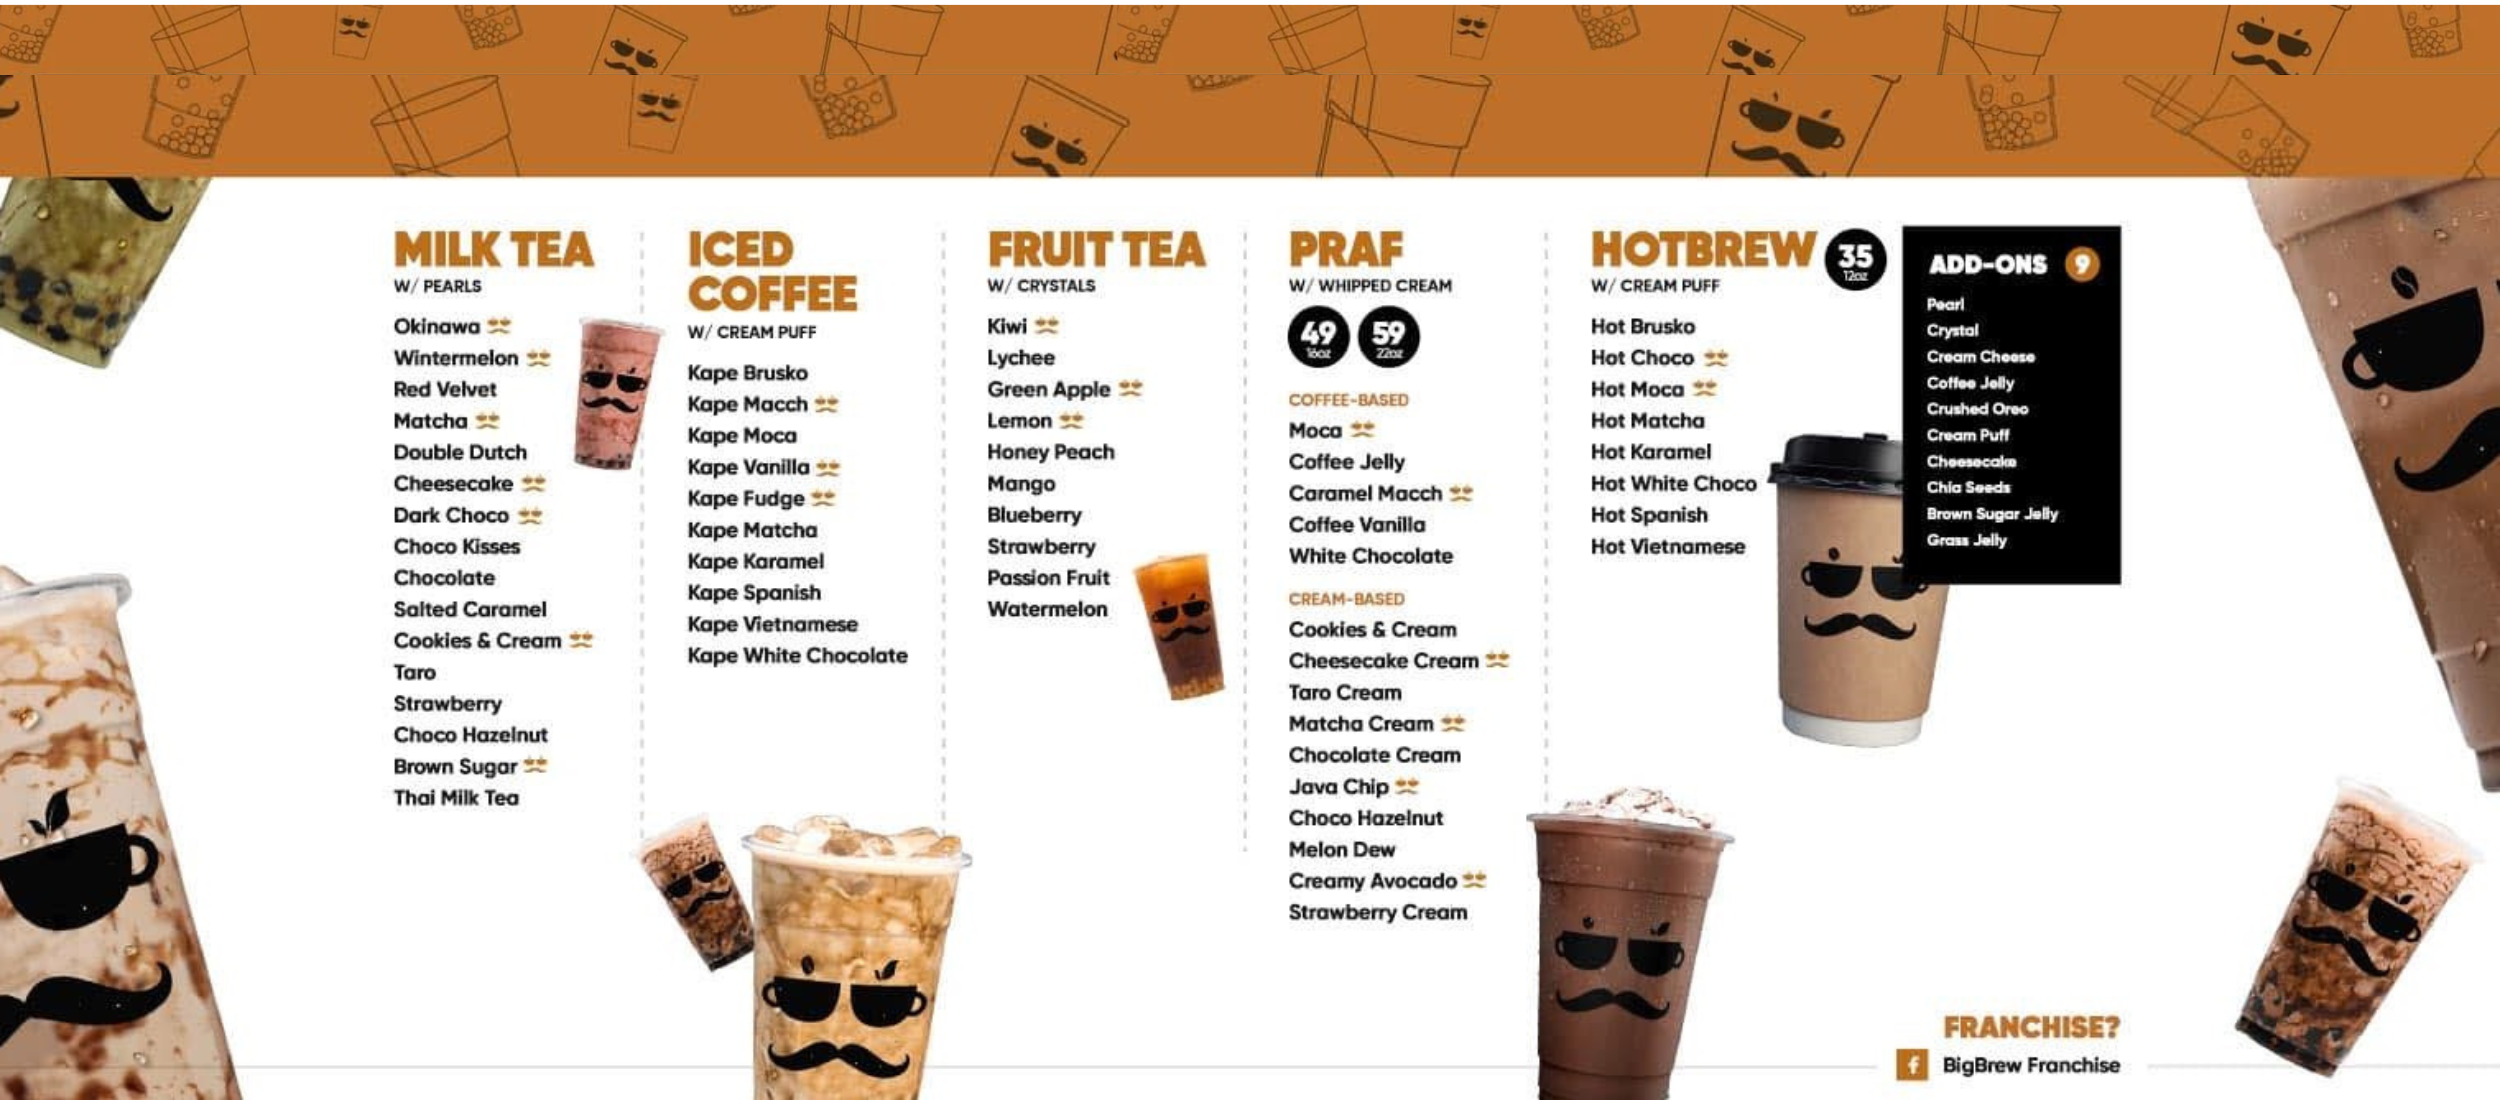 MILK TEA
W/ PEARLS
Okinawa
Wintermelon
Red Velvet
Matcha
Double Dutch
Cheesecake
Dark Choco
Choco Kisses
Chocolate
Salted Caramel
Cookies & Cream
Taro
Strawberry
Choco Hazelnut
Brown Sugar
Thai Milk Tea
ICED
COFFEE
W/ CREAM PUFF
Kape Brusko
Kape Macch
Kape Moca
Kape Vanilla
Kape Fudge
Kape Matcha
Kape Karamel
Kape Spanish
Kape Vietnamese
Kape White Chocolate
FRUIT TEA
W/ CRYSTALS
Kiwi
Lychee
Green Apple
Lemon
Honey Peach
Mango
Blueberry
Strawberry
Passion Fruit
Watermelon
PRAF
W/ WHIPPED CREAM
49 59
16oz 22oz
COFFEE-BASED
Moca
Coffee Jelly
Caramel Macch
Coffee Vanilla
White Chocolate
CREAM-BASED
Cookies & Cream
Cheesecake Cream
Taro Cream
Matcha Cream
Chocolate Cream
Java Chip
Choco Hazelnut
Melon Dew
Creamy Avocado
Strawberry Cream
HOTBREW 35
12oz
W/ CREAM PUFF
Hot Brusko
Hot Choco
Hot Moca
Hot Matcha
Hot Karamel
Hot White Choco
Hot Spanish
Hot Vietnamese
ADD-ONS 9
Pearl
Crystal
Cream Cheese
Coffee Jelly
Crushed Oreo
Cream Puff
Cheesecake
Chia Seeds
Brown Sugar Jelly
Grass Jelly
FRANCHISE?
f BigBrew Franchise